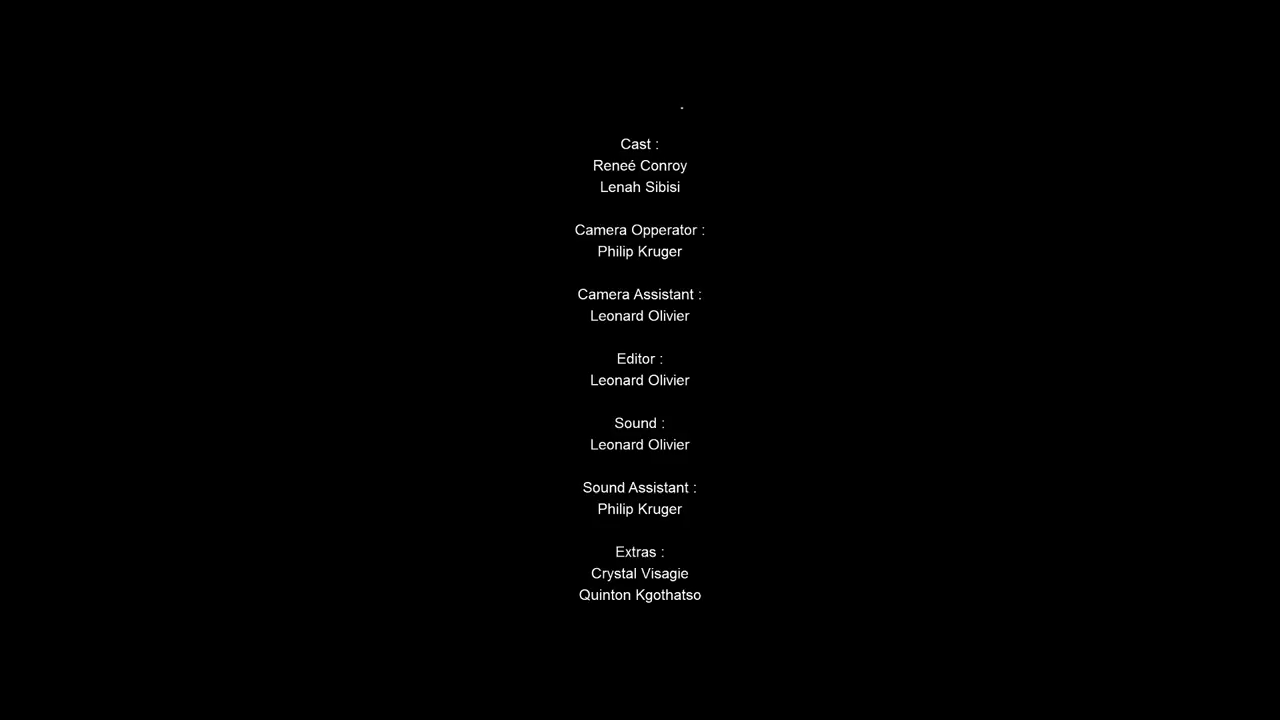 Cast :
Reneé Conroy
Lenah Sibisi
Camera Opperator :
Philip Kruger
Camera Assistant :
Leonard Olivier
Editor :
Leonard Olivier
Sound :
Leonard Olivier
Sound Assistant :
Philip Kruger
Extras :
Crystal Visagie
Quinton Kgothatso